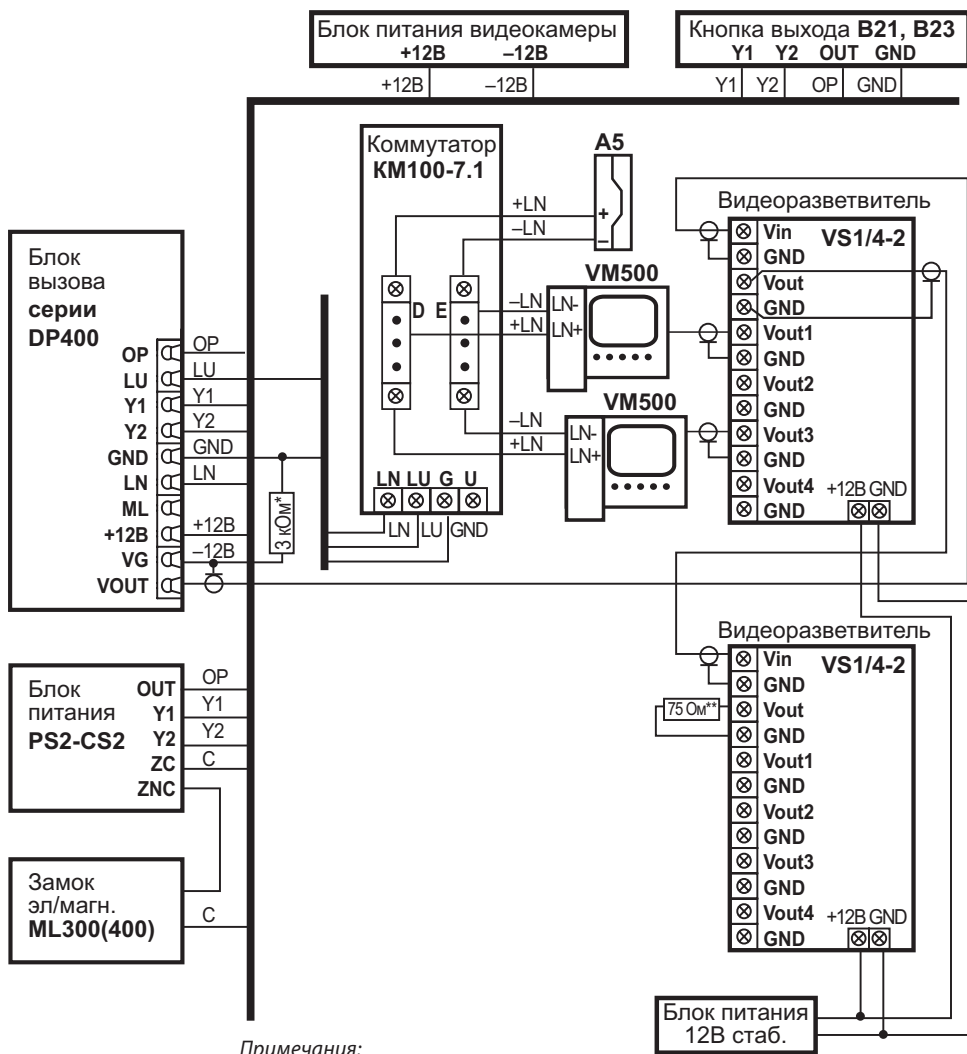 Блок питания видеокамеры
+12В –12В
+12В –12В
Кнопка выхода B21, B23
Y1 Y2 OUT GND
Y1 Y2 OP GND
Коммутатор
КМ100-7.1
D E
LN LU G U
LN LU GND
A5
+LN
–LN
+
–
VM500
–LN LN-
+LN LN+
VM500
–LN LN-
+LN LN+
Видеоразветвитель
VS1/4-2
Vin
GND
Vout
GND
Vout1
GND
Vout2
GND
Vout3
GND
Vout4
GND
+12В GND
Блок
вызова
серии
DP400
OP OP
LU LU
Y1 Y1
Y2 Y2
GND GND
LN LN
ML
+12В +12В
VG –12В
VOUT
3 кОм*
Видеоразветвитель
VS1/4-2
Vin
GND
Vout
GND
Vout1
GND
Vout2
GND
Vout3
GND
Vout4
GND
+12В GND
75 Ом**
Блок
питания
PS2-CS2
OUT OP
Y1 Y1
Y2 Y2
ZC C
ZNC
Замок
эл/магн.
ML300(400)
C
Блок питания
12В стаб.
Примечания: